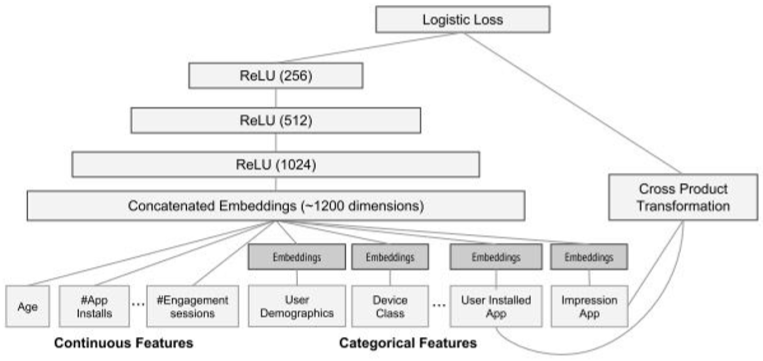 Logistic Loss
ReLU (256)
ReLU (512)
ReLU (1024)
Concatenated Embeddings (~1200 dimensions)
Cross Product
Transformation
Embeddings
Embeddings
Embeddings
Embeddings
Age
#App
Installs
...
#Engagement
sessions
User
Demographics
Device
Class
...
User Installed
App
Impression
App
Continuous Features
Categorical Features